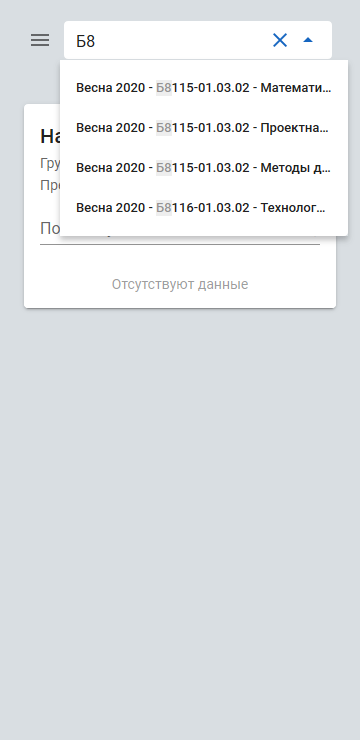 Б8
Весна 2020 - Б8115-01.03.02 - Математи...
Весна 2020 - Б8115-01.03.02 - Проектна...
Весна 2020 - Б8115-01.03.02 - Методы д...
Весна 2020 - Б8116-01.03.02 - Технолог...
На
Гру
Пре
По
Отсутствуют данные